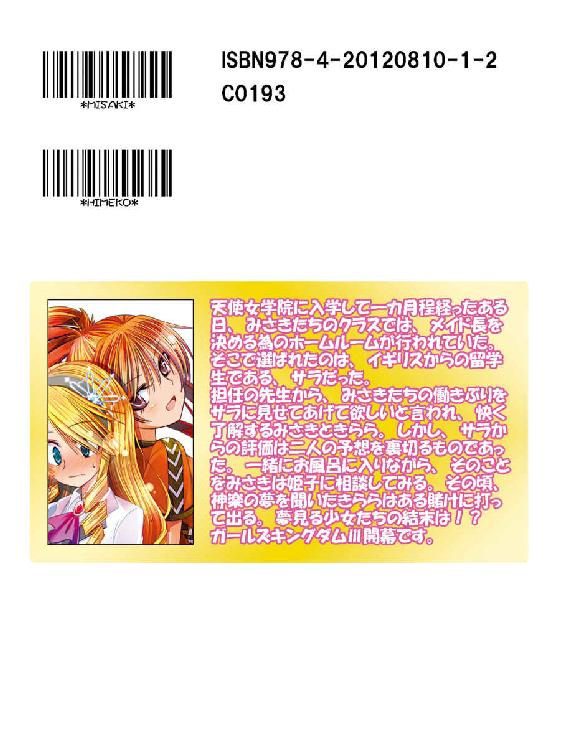 ISBN978-4-20120810-1-2
C0193
*MISAKI*
*HIMEKO*
天使女学院に入学して一カ月程経ったある
日、みさきたちのクラスでは、メイド長を
決める為のホームルームが行われていた。
そこで選ばれたのは、イギリスからの留学
生である、サラだった。
担任の先生から、みさきたちの働きぶりを
サラに見せてあげて欲しいと言われ、快く
了解するみさきときらら。しかし、サラか
らの評価は二人の予想を裏切るものであっ
た。一緒にお風呂に入りながら、そのこと
をみさきは姫子に相談してみる。その頃、
神楽の夢を聞いたきららはある賭けに打っ
て出る。夢見る少女たちの結末は！？
ガールズキングダムⅢ開幕です。